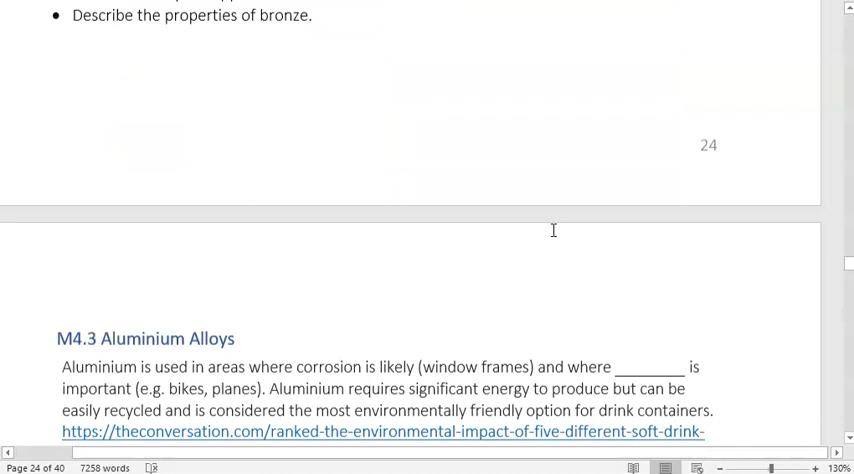 • Describe the properties of bronze.
24
M4.3 Aluminium Alloys
Aluminium is used in areas where corrosion is likely (window frames) and where ________ is
important (e.g. bikes, planes). Aluminium requires significant energy to produce but can be
easily recycled and is considered the most environmentally friendly option for drink containers.
https://theconversation.com/ranked-the-environmental-impact-of-five-different-soft-drink-
Page 24 of 40 7258 words 130%